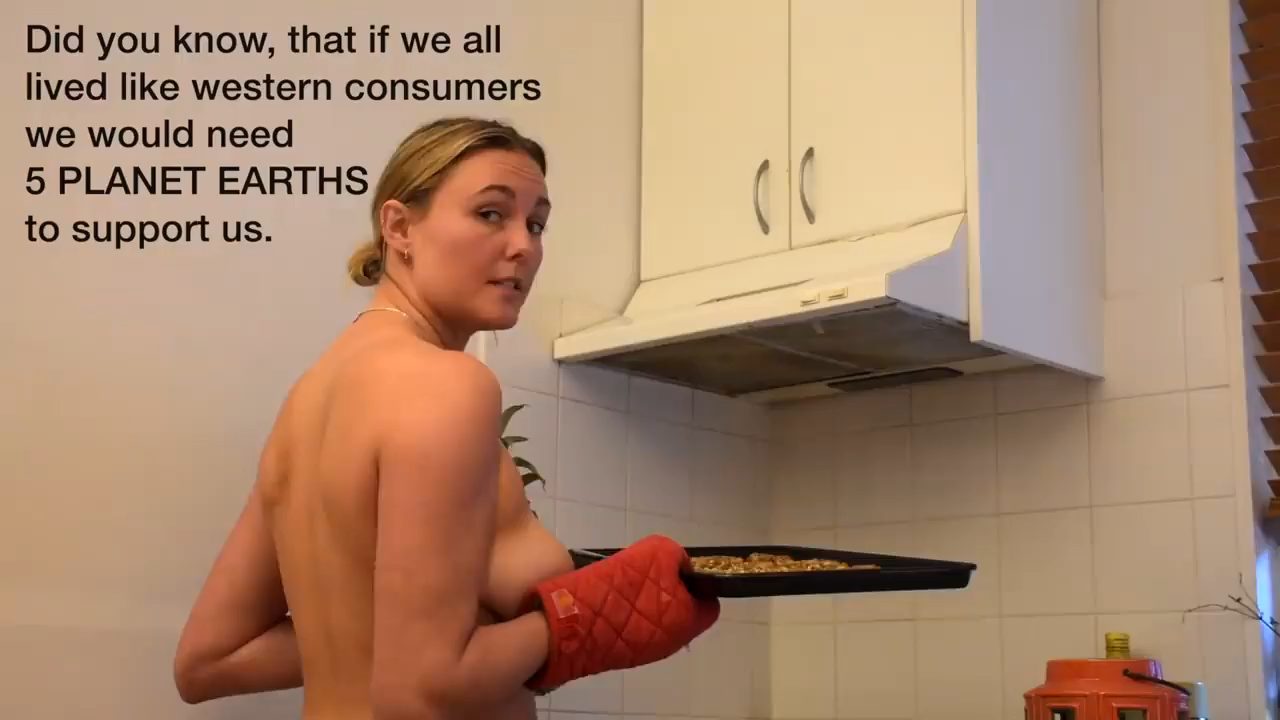 Did you know, that if we all
lived like western consumers
we would need
5 PLANET EARTHS
to support us.